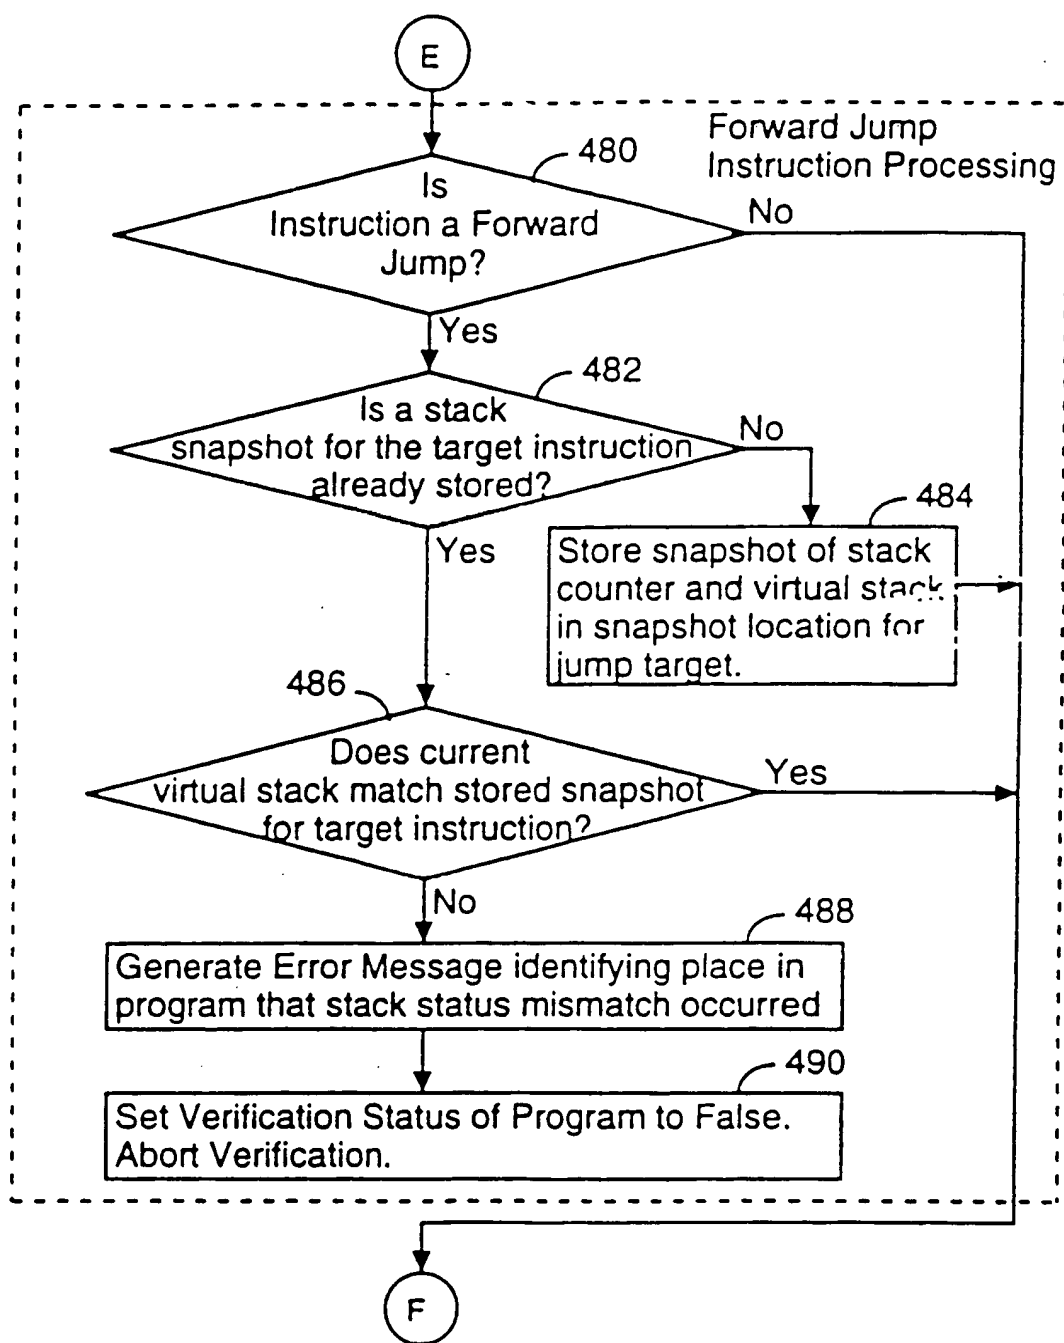 E
Forward Jump
Instruction Processing
480
Is
Instruction a Forward
Jump?
No
Yes
482
Is a stack
snapshot for the target instruction
already stored?
No
Yes
484
Store snapshot of stack
counter and virtual stack
in snapshot location for
jump target.
486
Does current
virtual stack match stored snapshot
for target instruction?
Yes
No
488
Generate Error Message identifying place in
program that stack status mismatch occurred
490
Set Verification Status of Program to False.
Abort Verification.
F